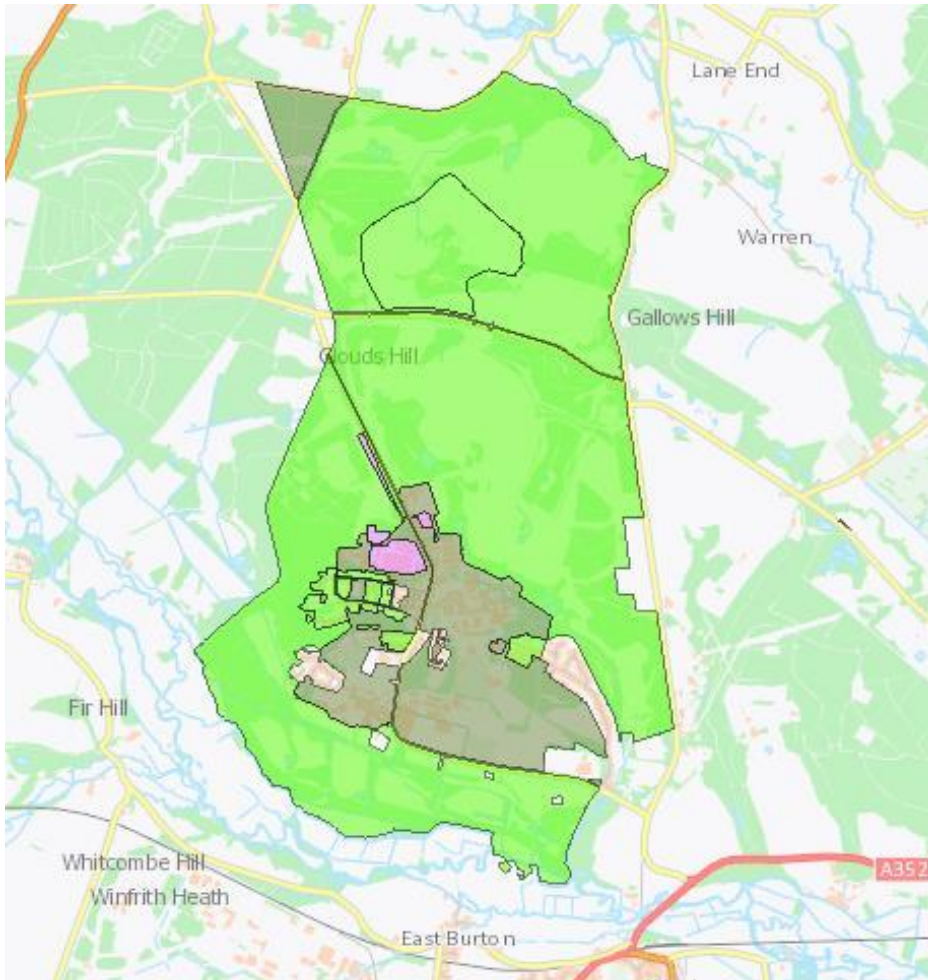 Lane End
Warren
Gallows Hill
Clouds Hill
Fir Hill
Whitcombe Hill
A352
Winfrith Heath
East Burton